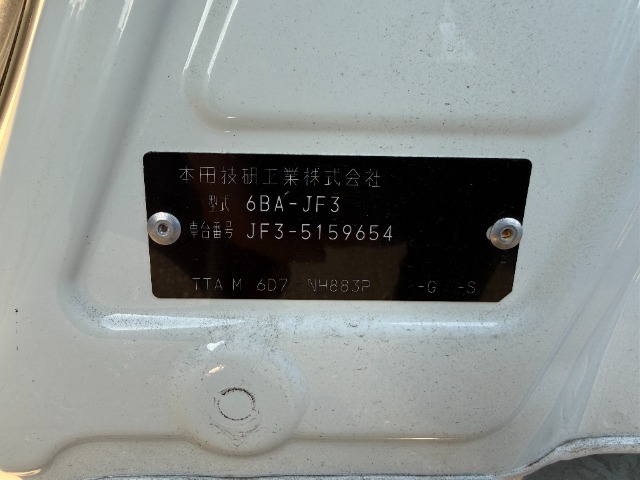 本田技研工業株式会社
型式 6BA-JF3
車台番号 JF3-5159654
TTA M 6D7 NH883P -G -S